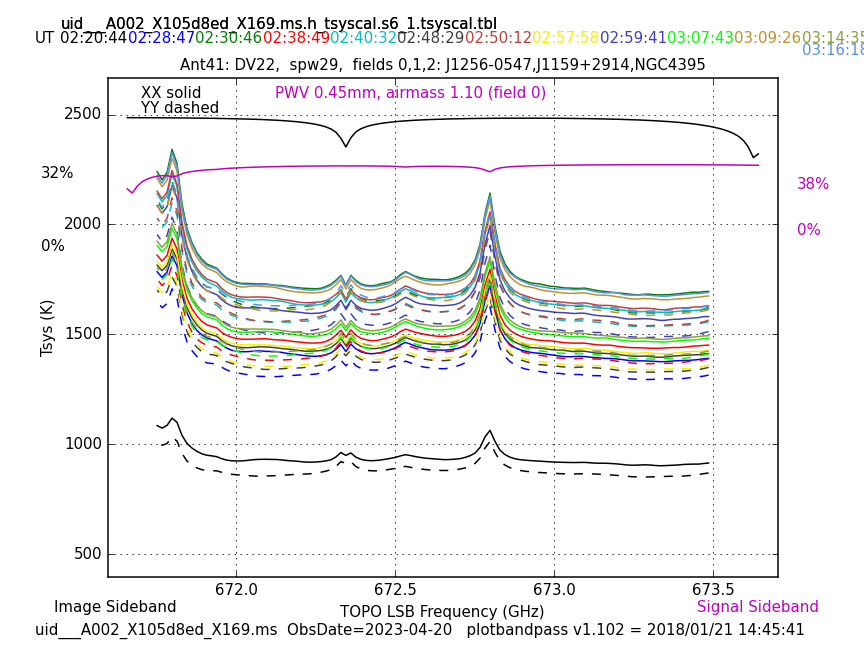 uid___A002_X105d8ed_X169.ms.h_tsyscal.s6_1.tsyscal.tbl
UT 02:20:44 02:28:47 02:30:46 02:38:49 02:40:32 02:48:29 02:50:12 02:57:58 02:59:41 03:07:43 03:09:26 03:14:35
03:16:18
Ant41: DV22, spw29, fields 0,1,2: J1256-0547,J1159+2914,NGC4395
XX solid
YY dashed
PWV 0.45mm, airmass 1.10 (field 0)
2500
2000
1500
1000
500
32%
0%
38%
0%
Tsys (K)
672.0 672.5 673.0 673.5
Image Sideband
TOPO LSB Frequency (GHz)
Signal Sideband
uid___A002_X105d8ed_X169.ms ObsDate=2023-04-20 plotbandpass v1.102 = 2018/01/21 14:45:41